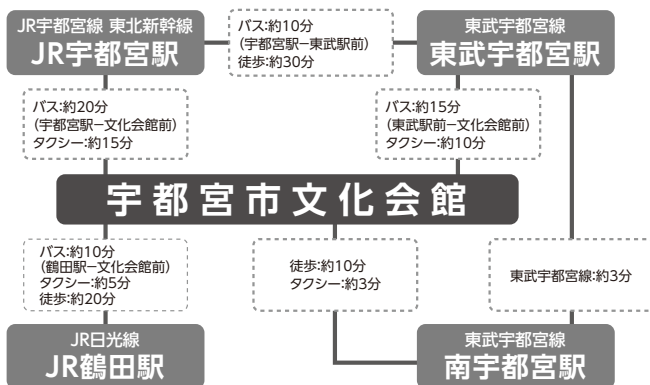 JR宇都宮線 東北新幹線
JR宇都宮駅
バス:約10分
(宇都宮駅−東武駅前)
徒歩:約30分
東武宇都宮線
東武宇都宮駅
バス:約20分
(宇都宮駅−文化会館前)
タクシー:約15分
バス:約15分
(東武駅前−文化会館前)
タクシー:約10分
宇都宮市文化会館
バス:約10分
(鶴田駅−文化会館前)
タクシー:約5分
徒歩:約20分
徒歩:約10分
タクシー:約3分
東武宇都宮線:約3分
JR日光線
JR鶴田駅
東武宇都宮線
南宇都宮駅